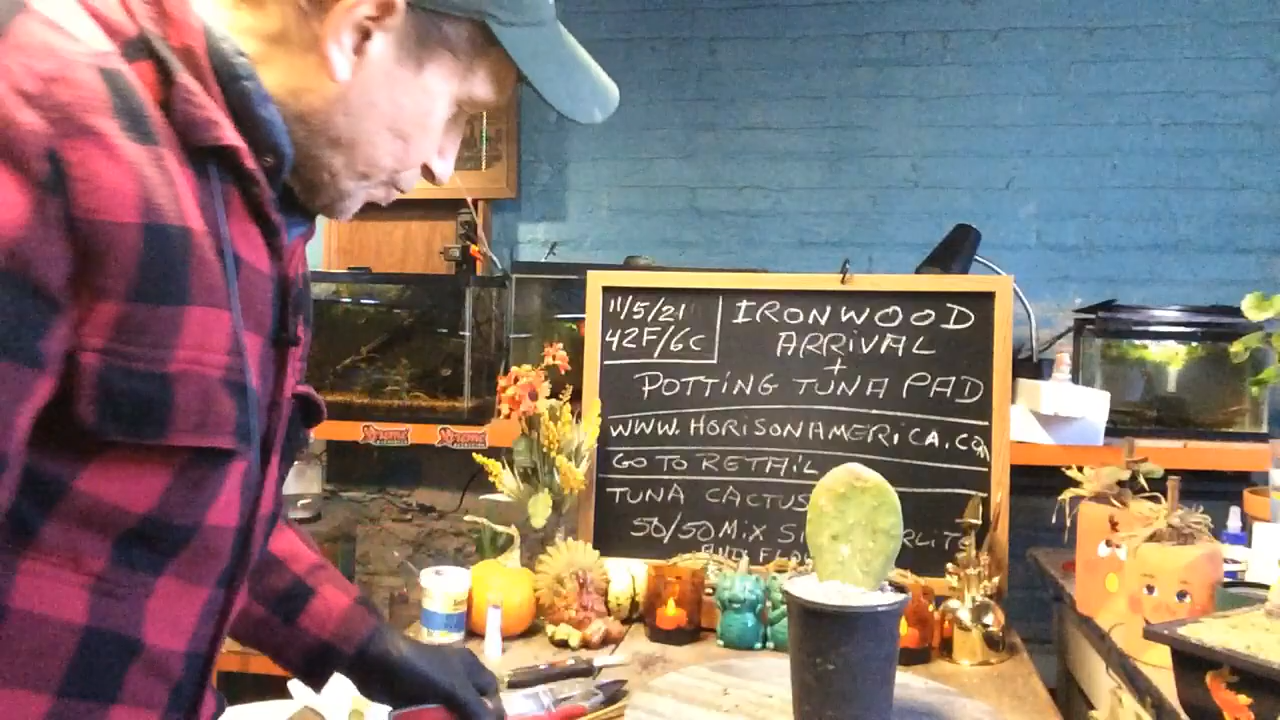 11/5/21
42F/6C
IRONWOOD
ARRIVAL
+
POTTING TUNA PAD
WWW.HORISONAMERICA.COM
GO TO RETAIL
TUNA CACTUS
50/50 MIX
AND
Xtreme
Xtreme